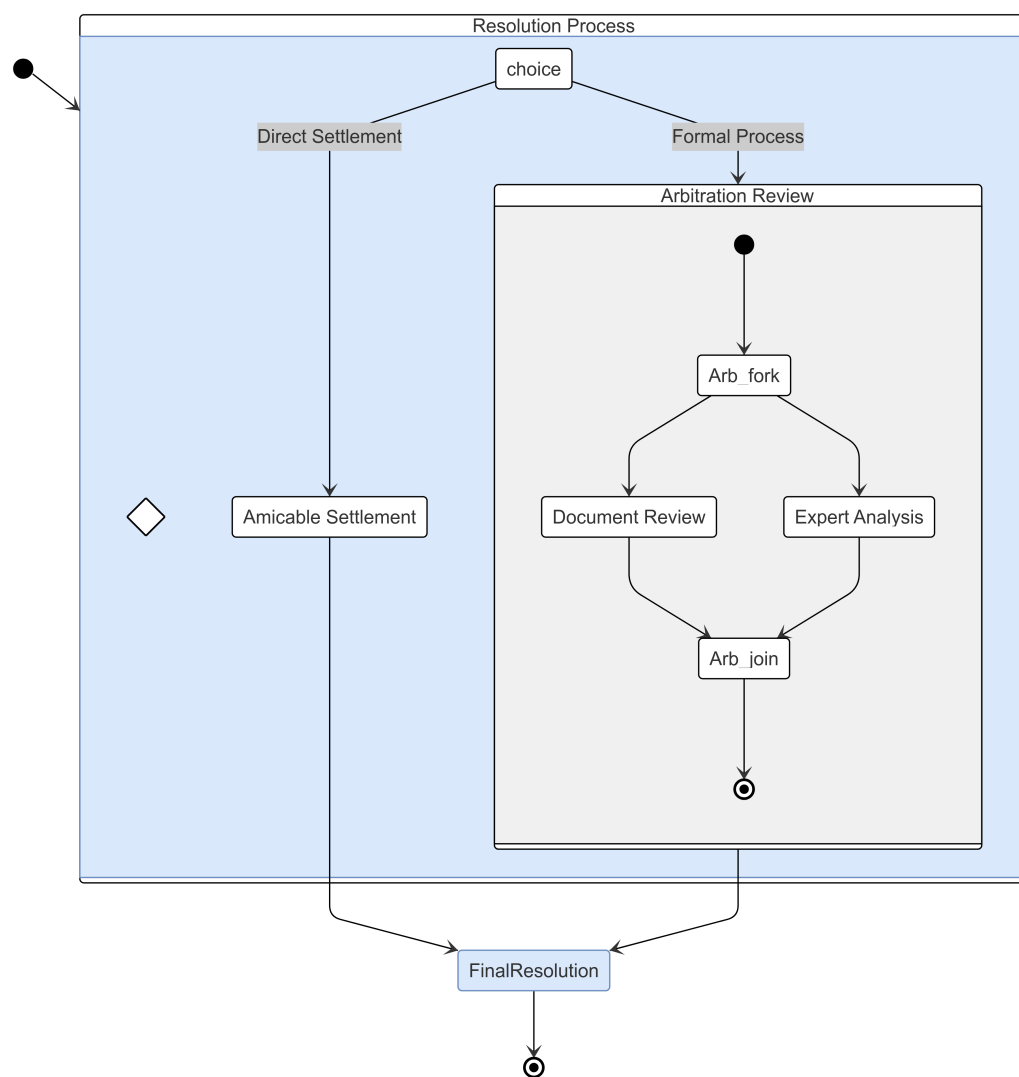 Resolution Process
choice
Direct Settlement
Formal Process
Arbitration Review
Arb_fork
Amicable Settlement
Document Review
Expert Analysis
Arb_join
FinalResolution